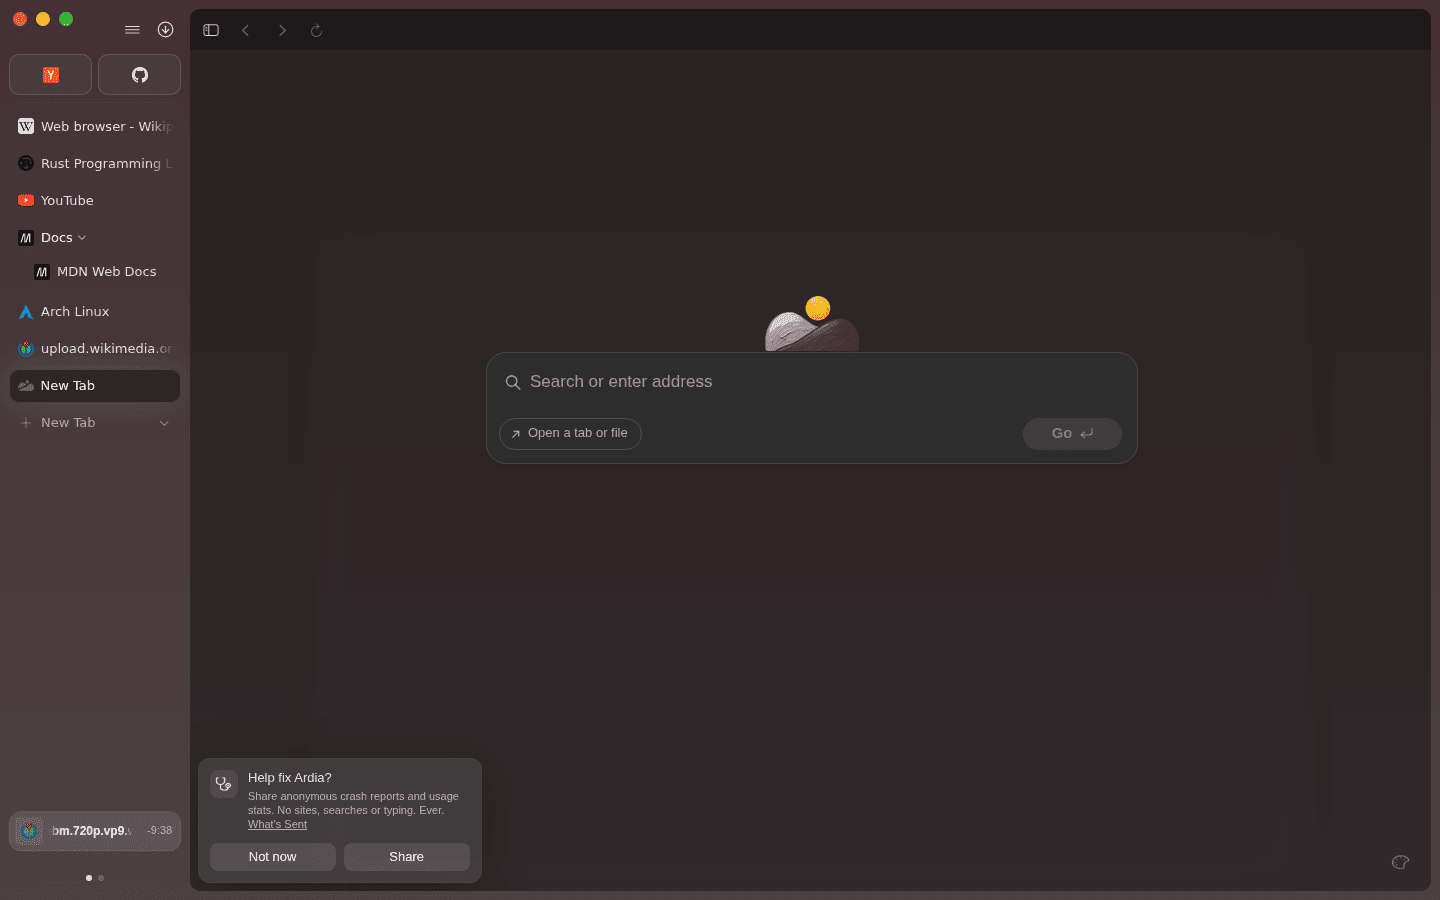 Y
W Web browser - Wikip
Rust Programming L
YouTube
Docs
MDN Web Docs
Arch Linux
upload.wikimedia.or
New Tab
New Tab
Search or enter address
Open a tab or file
Go
Help fix Ardia?
Share anonymous crash reports and usage
stats. No sites, searches or typing. Ever.
What's Sent
Not now
Share
bm.720p.vp9.
-9:38